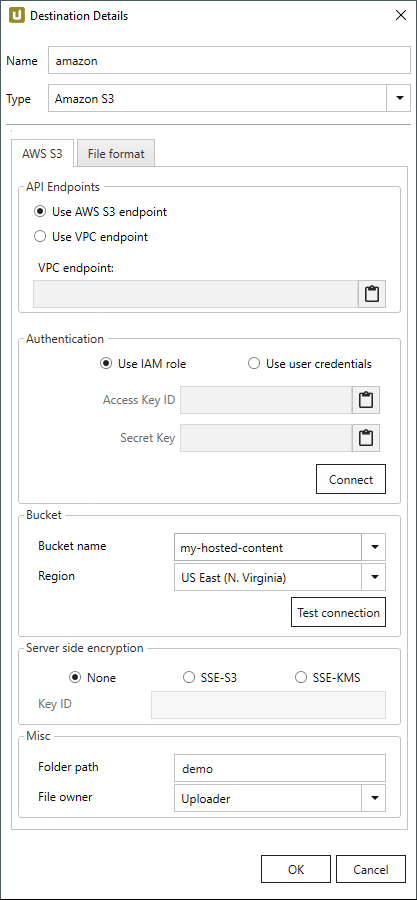 Destination Details
Name amazon
Type Amazon S3
AWS S3 File format
API Endpoints
Use AWS S3 endpoint
Use VPC endpoint
VPC endpoint:
Authentication
Use IAM role Use user credentials
Access Key ID
Secret Key
Connect
Bucket
Bucket name my-hosted-content
Region US East (N. Virginia)
Test connection
Server side encryption
None SSE-S3 SSE-KMS
Key ID
Misc
Folder path demo
File owner Uploader
OK Cancel